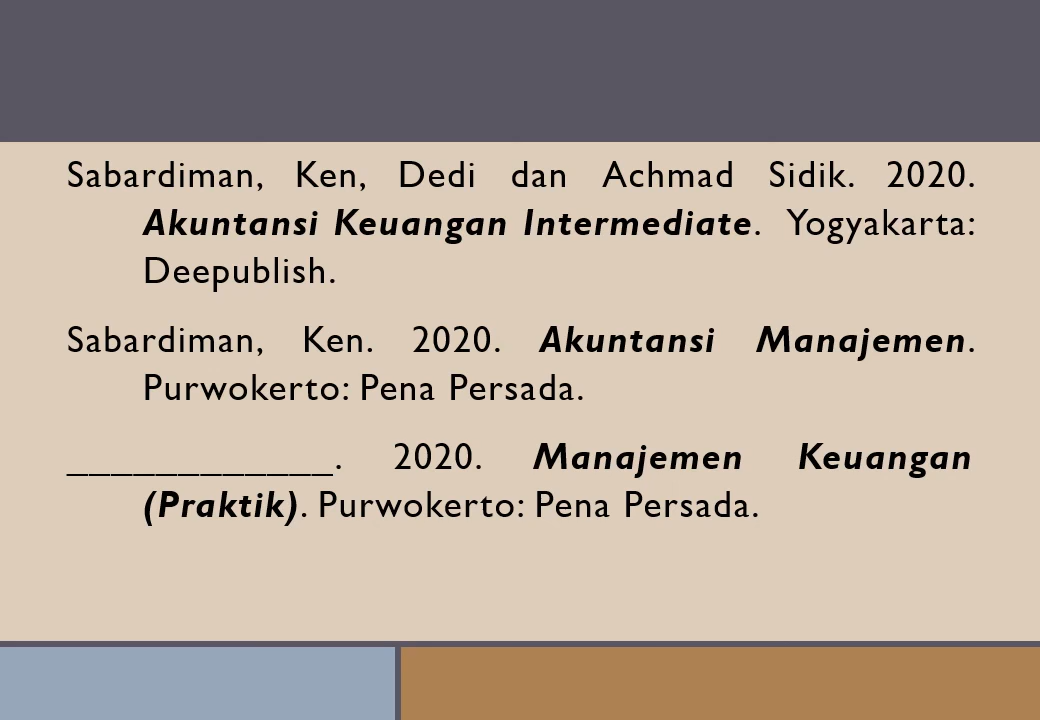 Sabardiman, Ken, Dedi dan Achmad Sidik. 2020.
Akuntansi Keuangan Intermediate. Yogyakarta:
Deepublish.
Sabardiman, Ken. 2020. Akuntansi Manajemen.
Purwokerto: Pena Persada.
____________. 2020. Manajemen Keuangan
(Praktik). Purwokerto: Pena Persada.